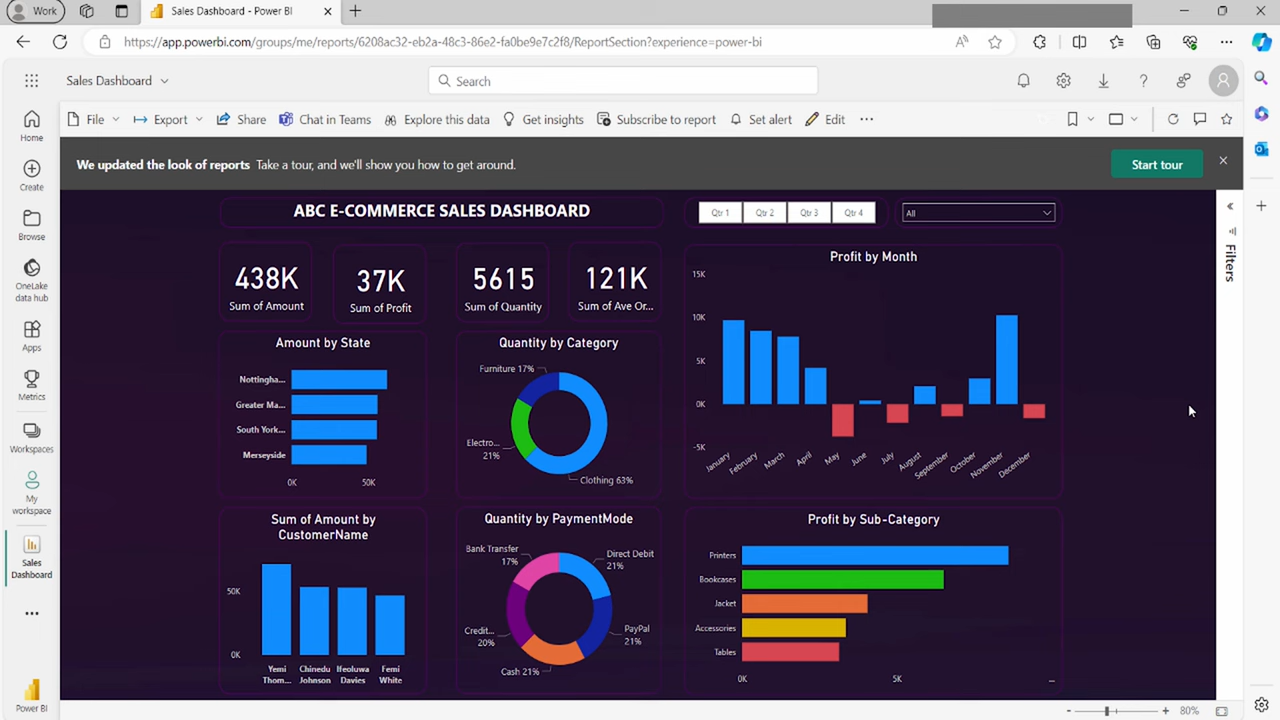 Work
Sales Dashboard - Power BI
https://app.powerbi.com/groups/me/reports/6208ac32-eb2a-48c3-86e2-fa0be9e7c2f8/ReportSection?experience=power-bi
Sales Dashboard
Search
File
Export
Share
Chat in Teams
Explore this data
Get insights
Subscribe to report
Set alert
Edit
We updated the look of reports Take a tour, and we'll show you how to get around.
Start tour
Home
Create
Browse
OneLake
data hub
Apps
Metrics
Workspaces
My
workspace
Sales
Dashboard
Power BI
ABC E-COMMERCE SALES DASHBOARD
Qtr 1
Qtr 2
Qtr 3
Qtr 4
All
Filters
438K
Sum of Amount
37K
Sum of Profit
5615
Sum of Quantity
121K
Sum of Ave Or...
Profit by Month
15K
10K
5K
0K
-5K
January
February
March
April
May
June
July
August
September
October
November
December
Amount by State
Nottingha...
Greater Ma...
South York...
Merseyside
0K
50K
Quantity by Category
Furniture 17%
Electro...
21%
Clothing 63%
Sum of Amount by
CustomerName
50K
0K
Yemi
Thom...
Chinedu
Johnson
Ifeoluwa
Davies
Femi
White
Quantity by PaymentMode
Bank Transfer
17%
Direct Debit
21%
Credit...
20%
PayPal
21%
Cash 21%
Profit by Sub-Category
Printers
Bookcases
Jacket
Accessories
Tables
0K
5K
...
80%